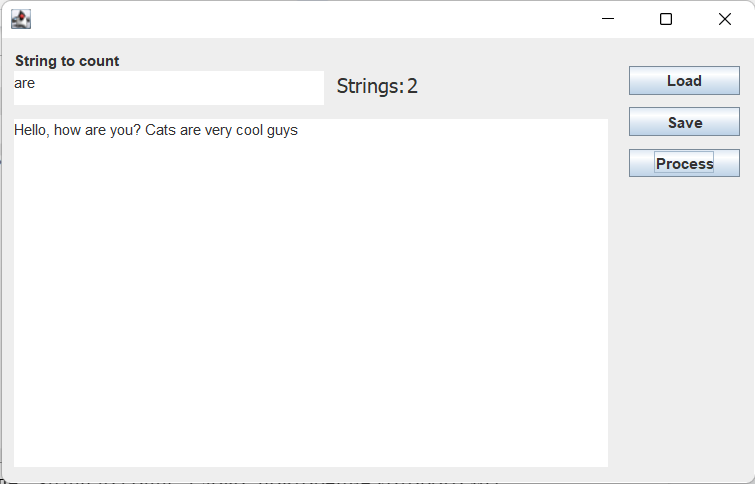 String to count
are
Strings: 2
Hello, how are you? Cats are very cool guys
Load
Save
Process